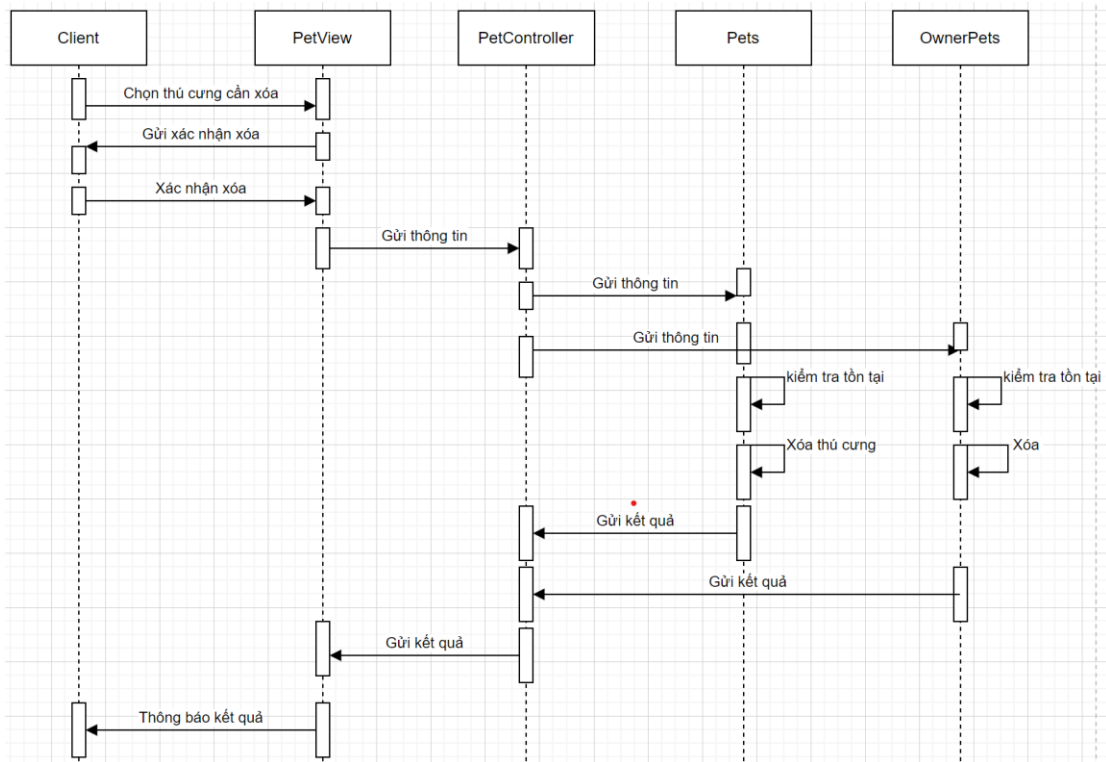 Client
PetView
PetController
Pets
OwnerPets
Chọn thú cưng cần xóa
Gửi xác nhận xóa
Xác nhận xóa
Gửi thông tin
Gửi thông tin
Gửi thông tin
kiểm tra tồn tại
kiểm tra tồn tại
Xóa thú cưng
Xóa
Gửi kết quả
Gửi kết quả
Gửi kết quả
Thông báo kết quả